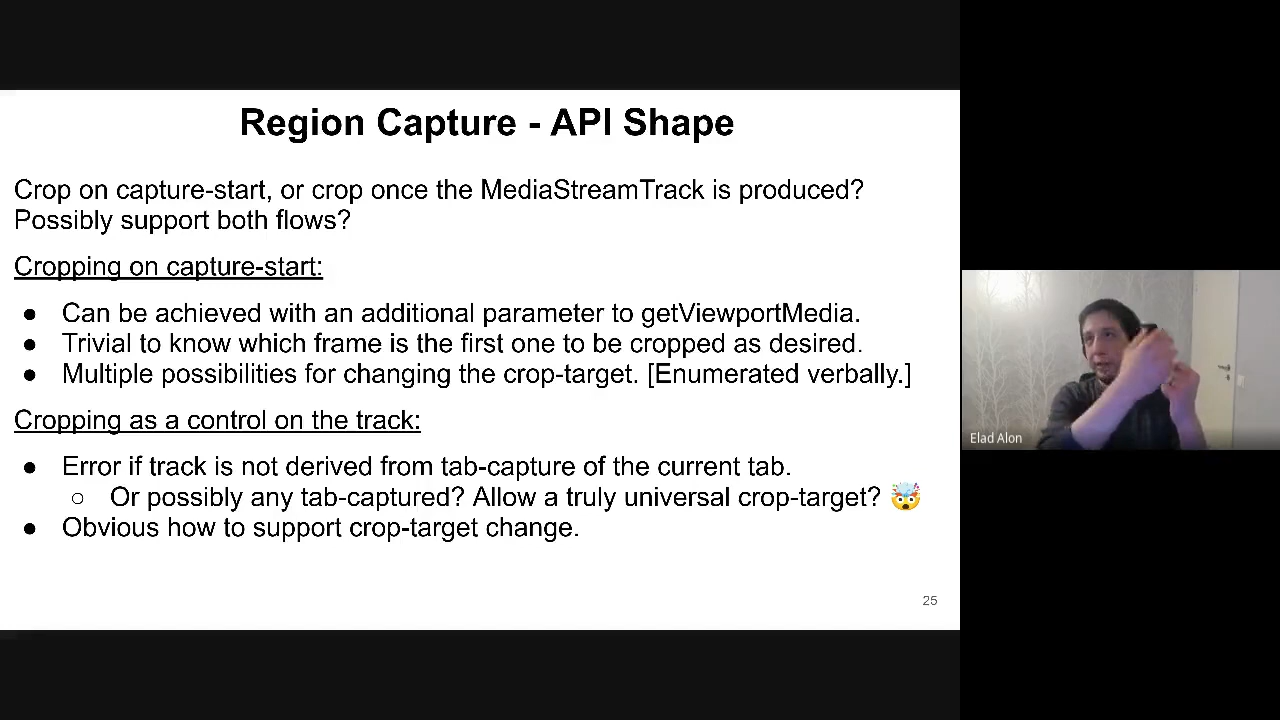 Region Capture - API Shape
Crop on capture-start, or crop once the MediaStreamTrack is produced?
Possibly support both flows?
Cropping on capture-start:
● Can be achieved with an additional parameter to getViewportMedia.
● Trivial to know which frame is the first one to be cropped as desired.
● Multiple possibilities for changing the crop-target. [Enumerated verbally.]
Cropping as a control on the track:
● Error if track is not derived from tab-capture of the current tab.
○ Or possibly any tab-captured? Allow a truly universal crop-target? 🤯
● Obvious how to support crop-target change.
25
Elad Alon